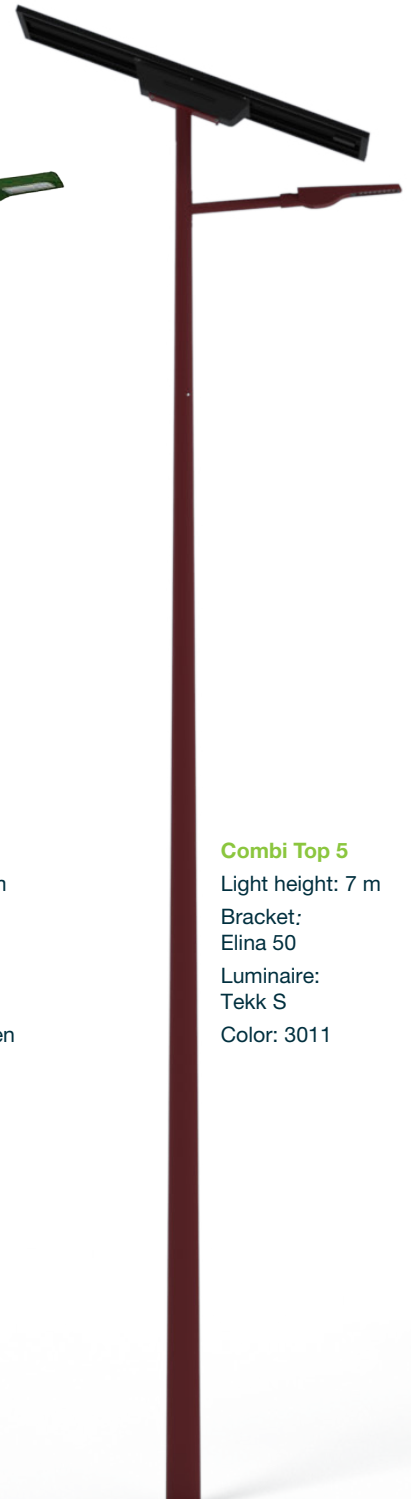 Combi Top 5
Light height: 7 m
Bracket:
Elina 50
Luminaire:
Tekk S
Color: 3011